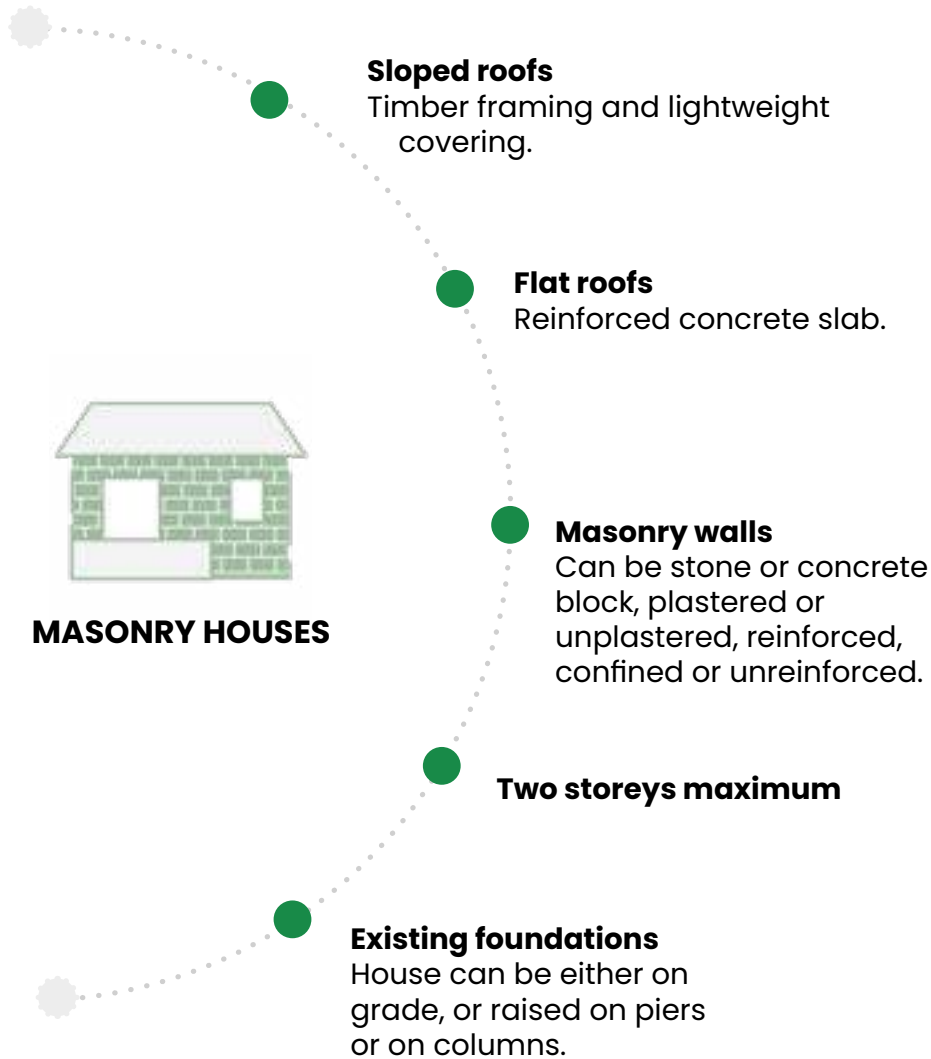 Sloped roofs
Timber framing and lightweight
covering.
Flat roofs
Reinforced concrete slab.
Masonry walls
Can be stone or concrete
block, plastered or
unplastered, reinforced,
confined or unreinforced.
MASONRY HOUSES
Two storeys maximum
Existing foundations
House can be either on
grade, or raised on piers
or on columns.